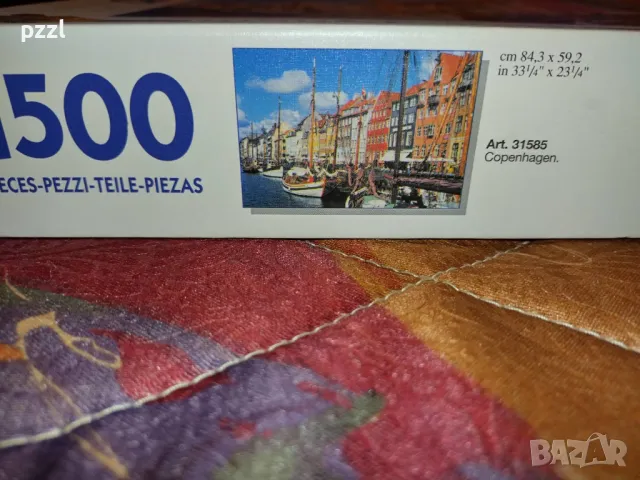 pzzl
1500
ECES-PEZZI-TEILE-PIEZAS
cm 84,3 x 59,2
in 33¼" x 23¼"
Art. 31585
Copenhagen.
BAZAR